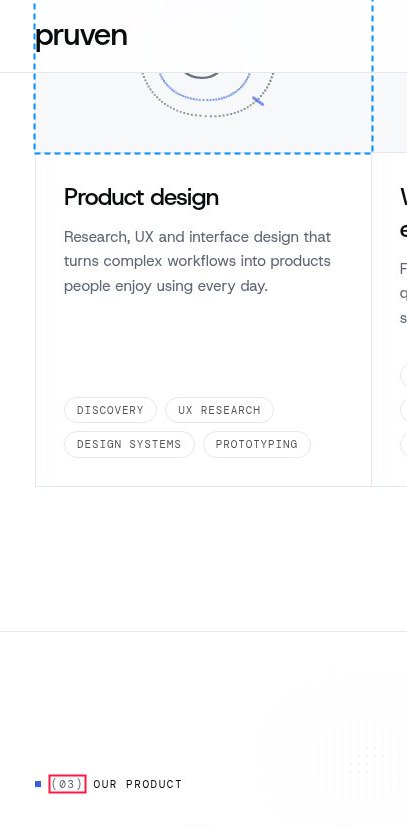 pruven
Product design
Research, UX and interface design that
turns complex workflows into products
people enjoy using every day.
DISCOVERY
UX RESEARCH
DESIGN SYSTEMS
PROTOTYPING
(03) OUR PRODUCT